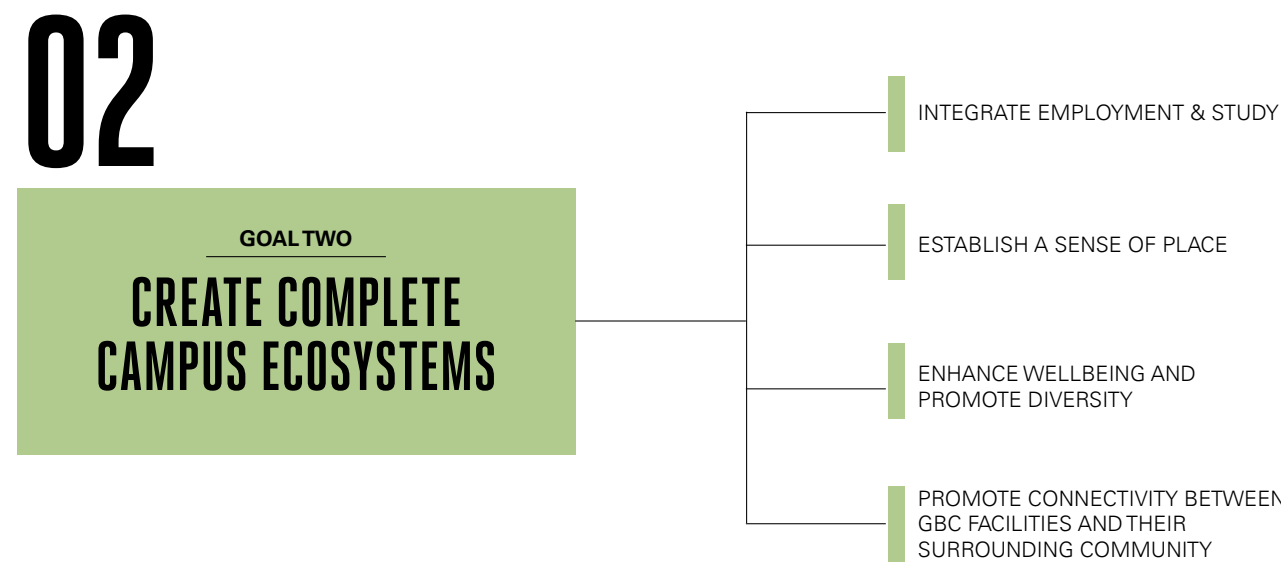 02
GOAL TWO
CREATE COMPLETE
CAMPUS ECOSYSTEMS
INTEGRATE EMPLOYMENT & STUDY
ESTABLISH A SENSE OF PLACE
ENHANCE WELLBEING AND
PROMOTE DIVERSITY
PROMOTE CONNECTIVITY BETWEEN
GBC FACILITIES AND THEIR
SURROUNDING COMMUNITY